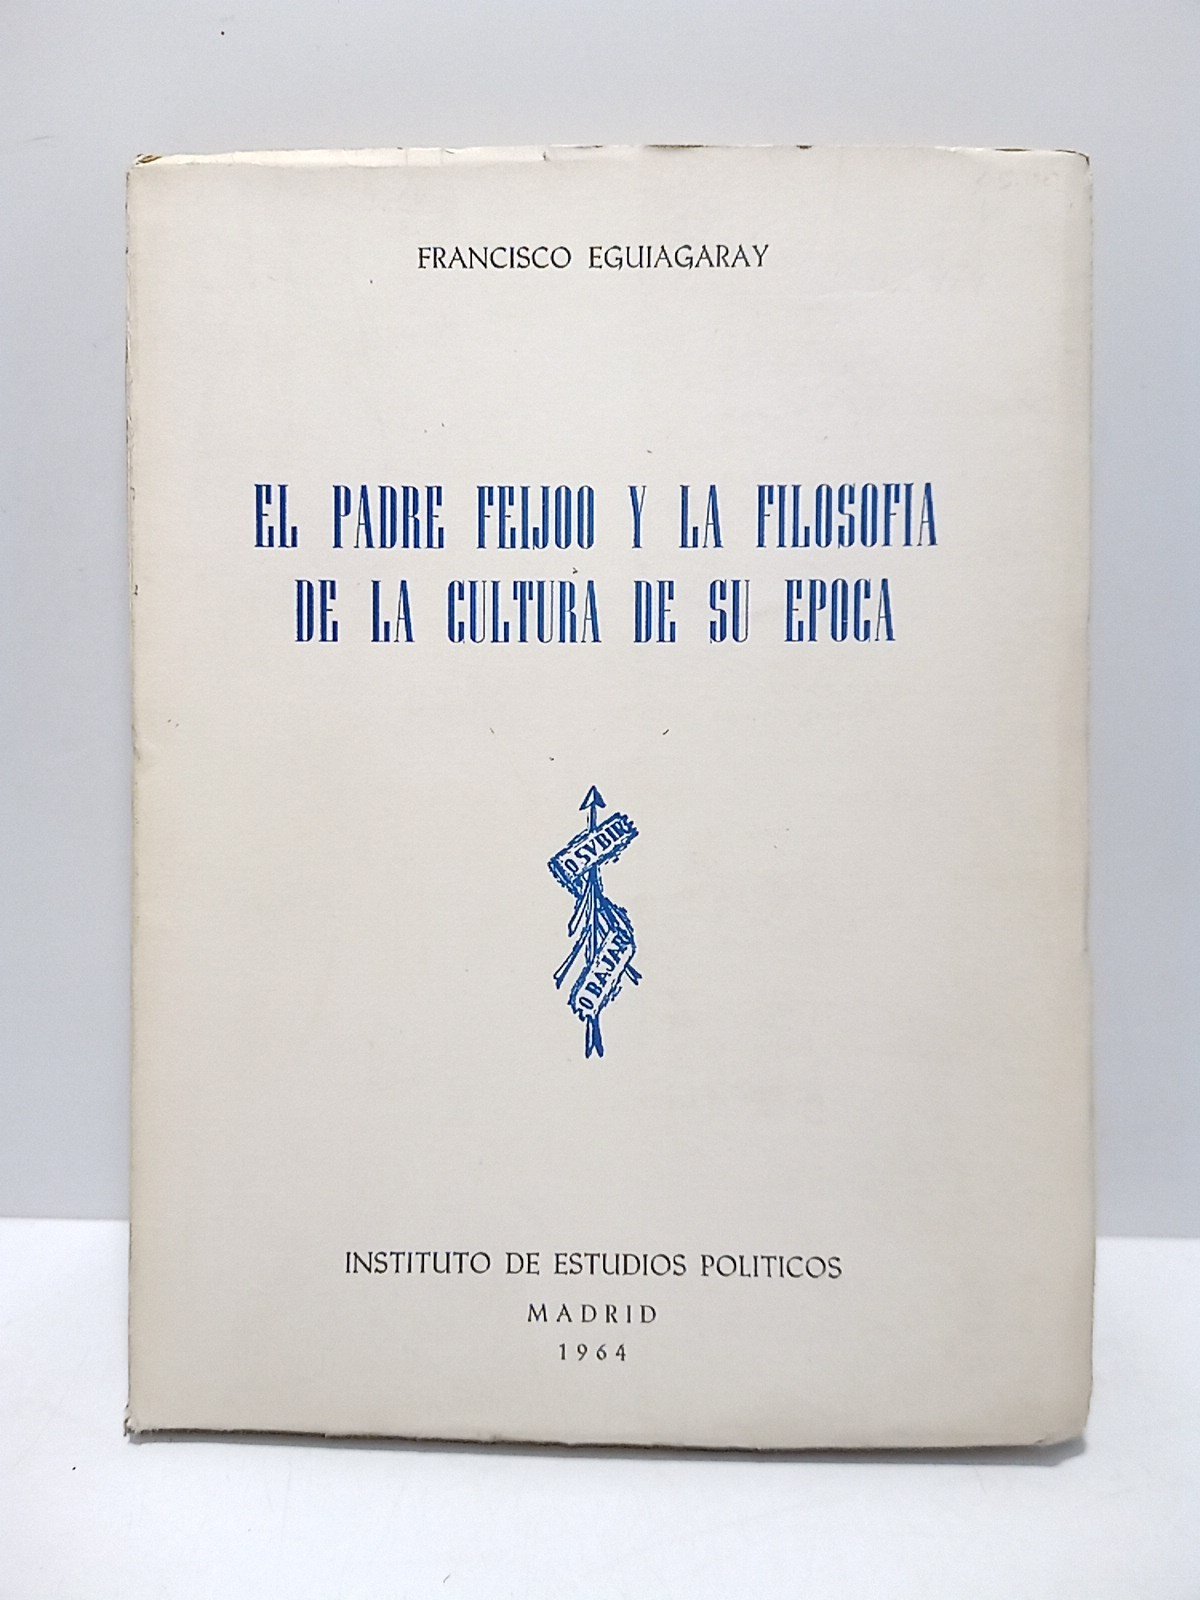 FRANCISCO EGUIAGARAY
EL PADRE FEIJOO Y LA FILOSOFIA
DE LA CULTURA DE SU EPOCA
O SVBIR
O BAJAR
INSTITUTO DE ESTUDIOS POLITICOS
MADRID
1964